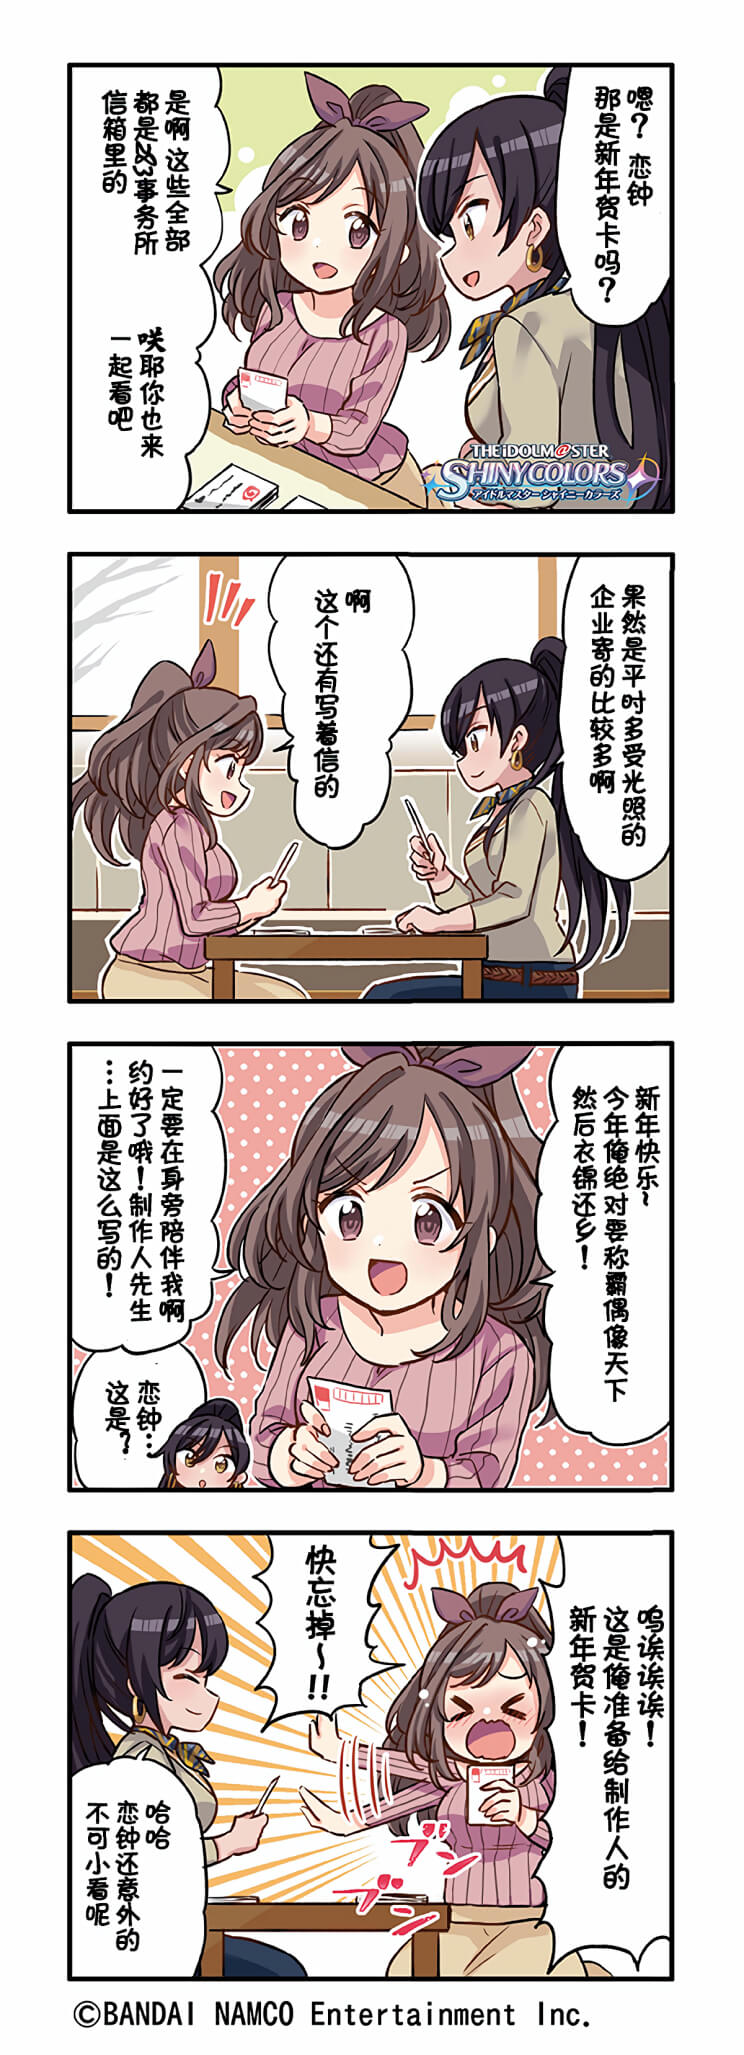 嗯？恋钟
那是新年贺卡吗？
是啊 这些全部
都是283事务所
信箱里的
咲耶你也来
一起看吧
THE iDOLM@STER
SHINY COLORS
アイドルマスター シャイニーカラーズ
果然是平时多受光照的
企业寄的比较多啊
啊
这个还有写着信的
新年快乐~
今年俺绝对要称霸偶像天下
然后衣锦还乡！
一定要在身旁陪伴我啊
约好了哦！制作人先生
…上面是这么写的！
恋钟…
这是？
呜诶诶诶！
这是俺准备给制作人的
新年贺卡！
快忘掉~!!
ブン
ブン
哈哈
恋钟还意外的
不可小看呢
©BANDAI NAMCO Entertainment Inc.